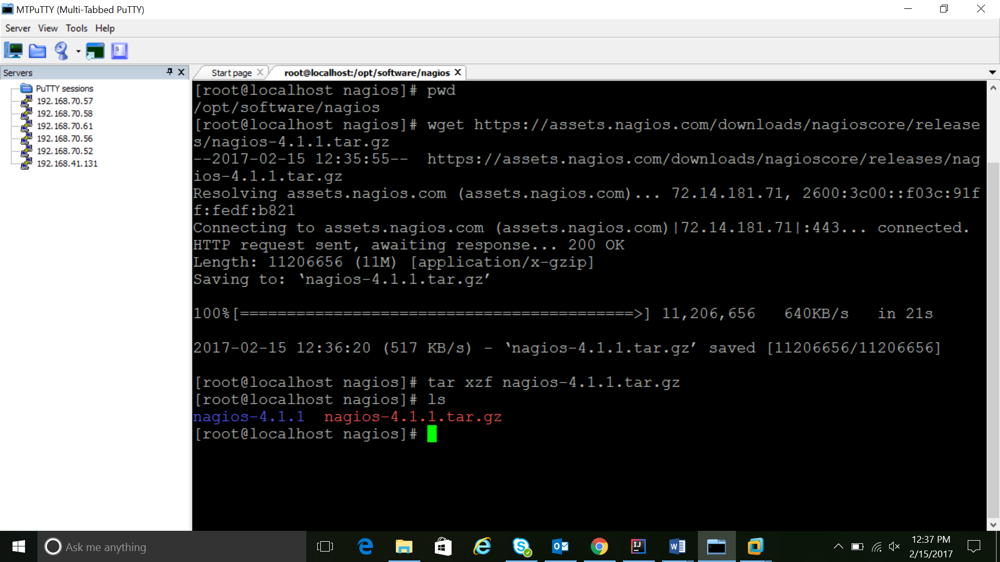 MTPuTTY (Multi-Tabbed PuTTY)
Server View Tools Help
Servers
PuTTY sessions
192.168.70.57
192.168.70.58
192.168.70.61
192.168.70.56
192.168.70.52
192.168.41.131
Start page
root@localhost:/opt/software/nagios
[root@localhost nagios]# pwd
/opt/software/nagios
[root@localhost nagios]# wget https://assets.nagios.com/downloads/nagioscore/release
s/nagios-4.1.1.tar.gz
--2017-02-15 12:35:55--  https://assets.nagios.com/downloads/nagioscore/releases/nag
ios-4.1.1.tar.gz
Resolving assets.nagios.com (assets.nagios.com)... 72.14.181.71, 2600:3c00::f03c:91f
f:fedf:b821
Connecting to assets.nagios.com (assets.nagios.com)|72.14.181.71|:443... connected.
HTTP request sent, awaiting response... 200 OK
Length: 11206656 (11M) [application/x-gzip]
Saving to: ‘nagios-4.1.1.tar.gz’
100%[==========================================>] 11,206,656   640KB/s   in 21s
2017-02-15 12:36:20 (517 KB/s) - ‘nagios-4.1.1.tar.gz’ saved [11206656/11206656]
[root@localhost nagios]# tar xzf nagios-4.1.1.tar.gz
[root@localhost nagios]# ls
nagios-4.1.1  nagios-4.1.1.tar.gz
[root@localhost nagios]#
Ask me anything
12:37 PM
2/15/2017